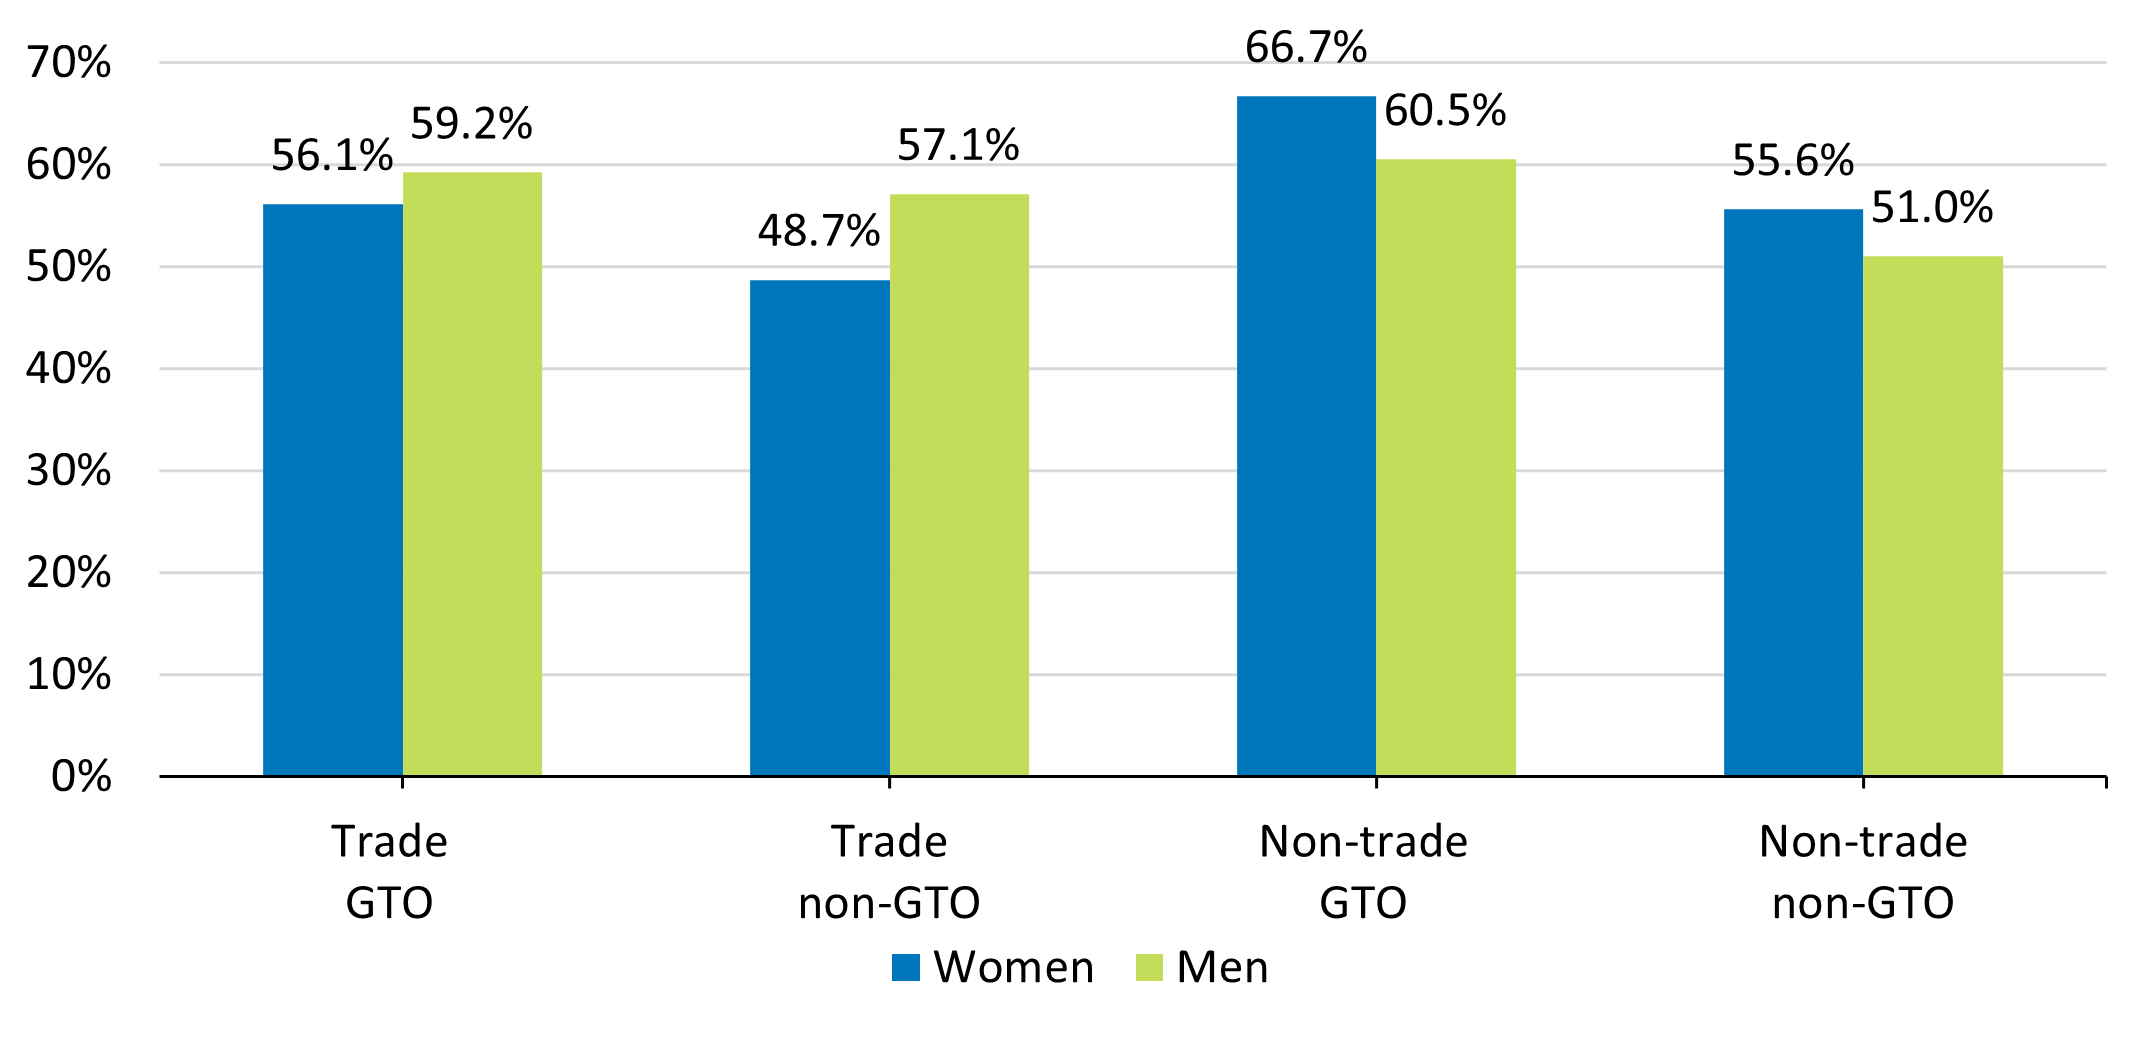 70%
60%
50%
40%
30%
20%
10%
0%
56.1%
59.2%
48.7%
57.1%
66.7%
60.5%
55.6%
51.0%
Trade
GTO
Trade
non-GTO
Non-trade
GTO
Non-trade
non-GTO
Women
Men